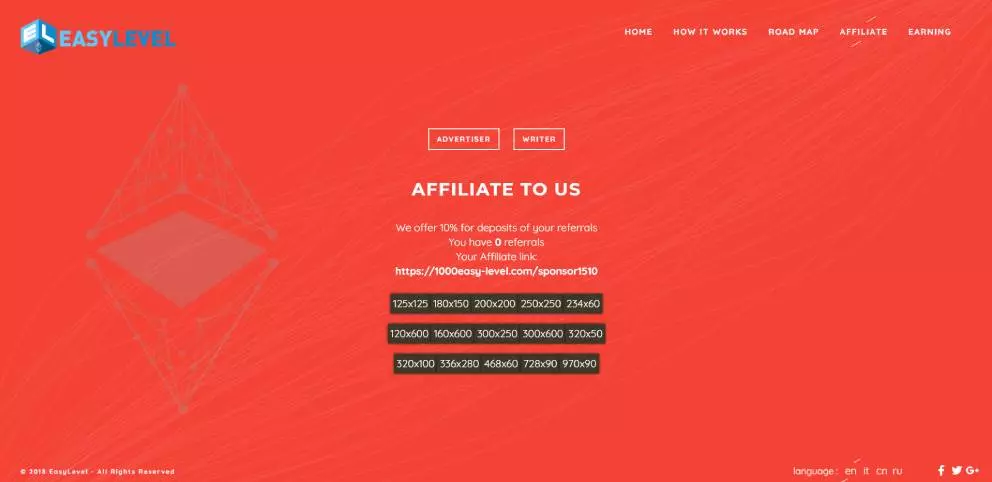 EL EASYLEVEL
HOME HOW IT WORKS ROAD MAP AFFILIATE EARNING
ADVERTISER WRITER
AFFILIATE TO US
We offer 10% for deposits of your referrals
You have 0 referrals
Your Affiliate link:
https://1000easy-level.com/sponsor1510
125x125 180x150 200x200 250x250 234x60
120x600 160x600 300x250 300x600 320x50
320x100 336x280 468x60 728x90 970x90
© 2018 EasyLevel - All Rights Reserved
language: en it cn ru
f G+